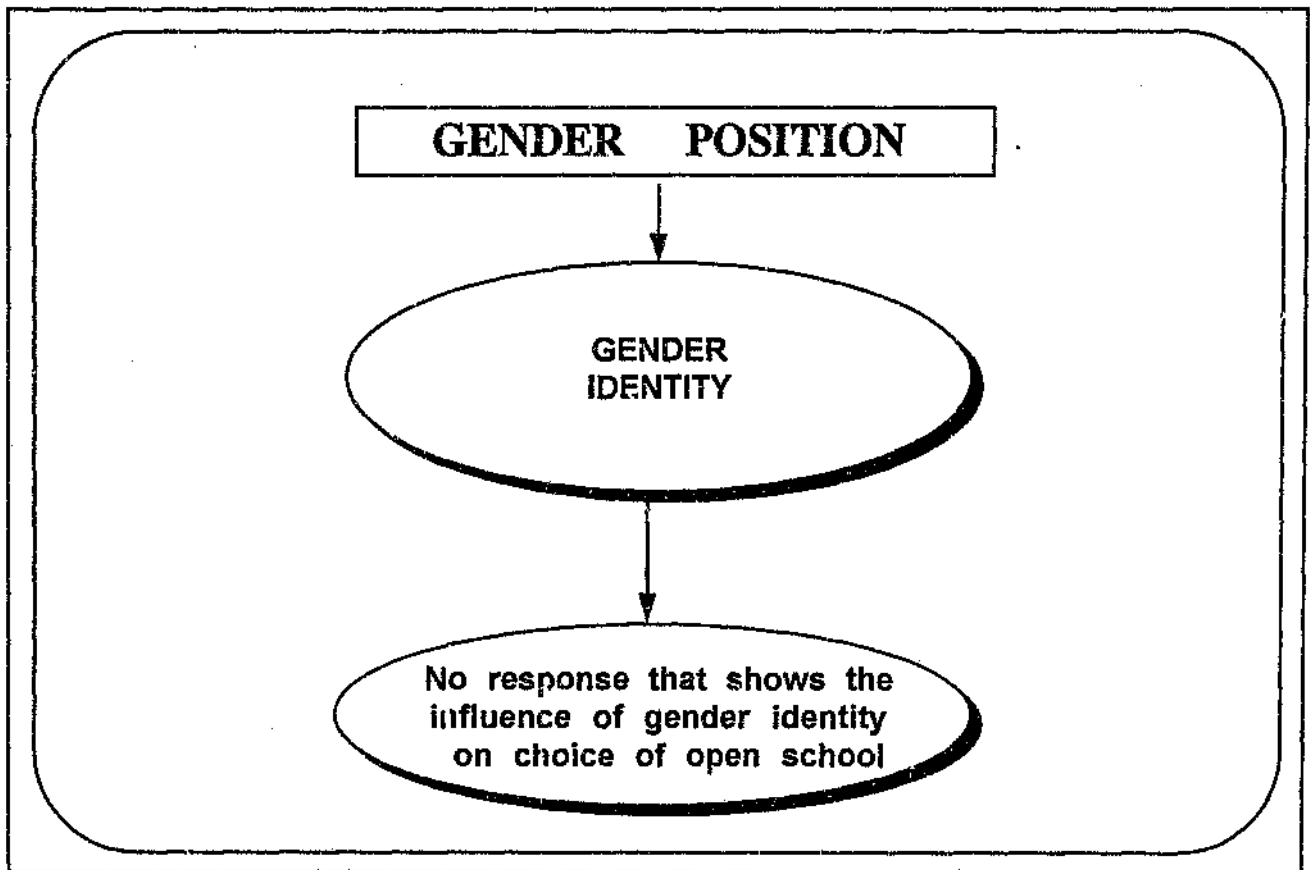 GENDER POSITION
GENDER
IDENTITY
No response that shows the
influence of gender identity
on choice of open school